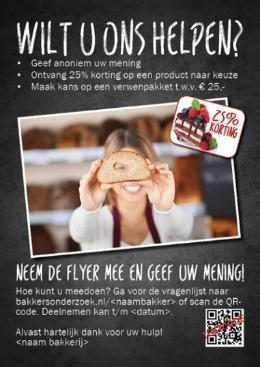 WILT U ONS HELPEN?
• Geef anoniem uw mening
• Ontvang 25% korting op een product naar keuze
• Maak kans op een verwenpakket t.w.v. € 25,-
25%
KORTING
NEEM DE FLYER MEE EN GEEF UW MENING!
Hoe kunt u meedoen? Ga voor de vragenlijst naar
bakkersonderzoek.nl/<naambakker> of scan de QR-
code. Deelnemen kan t/m <datum>.
Alvast hartelijk dank voor uw hulp!
<naam bakkerij>